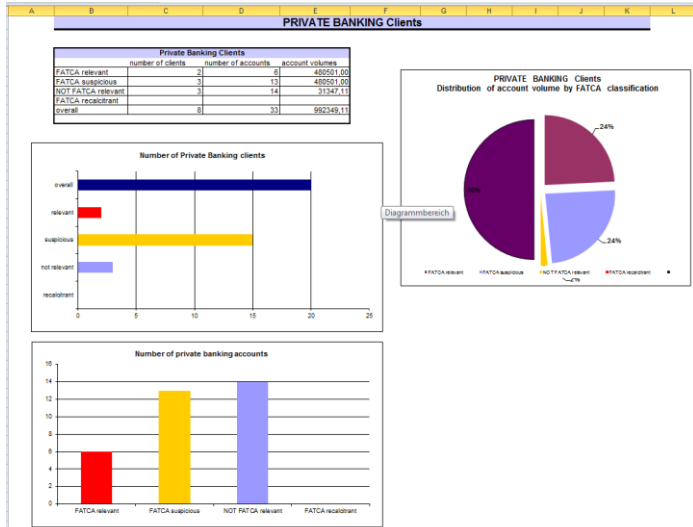 A B C D E F G H I J K L
PRIVATE BANKING Clients
Private Banking Clients
number of clients number of accounts account volumes
FATCA relevant 2 6 480501,00
FATCA suspicious 3 13 480501,00
NOT FATCA relevant 3 14 31347,11
FATCA recalcitrant
overall 8 33 992349,11
PRIVATE BANKING Clients
Distribution of account volume by FATCA classification
24%
24%
2%
50%
FATCA relevant FATCA suspicious NOT FATCA relevant FATCA recalcitrant
Diagrammbereich
Number of Private Banking clients
overall
relevant
suspicious
not relevant
recalcitrant
0 5 10 15 20 25
Number of private banking accounts
16
14
12
10
8
6
4
2
0
FATCA relevant FATCA suspicious NOT FATCA relevant FATCA recalcitrant